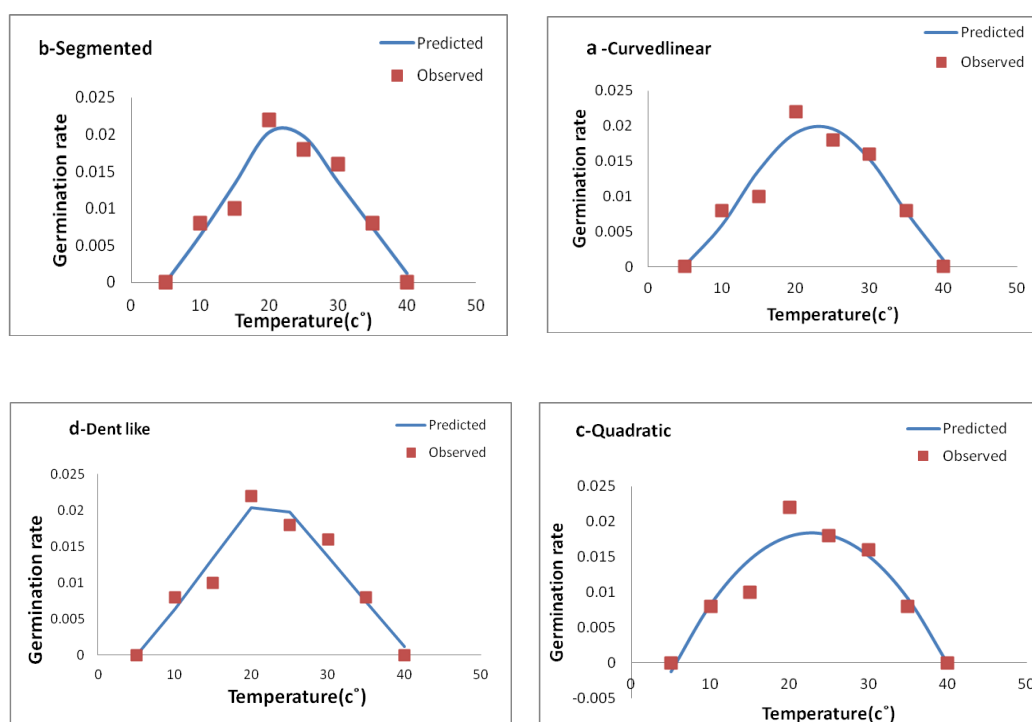 b-Segmented
Predicted
Observed
0.025
0.02
0.015
0.01
0.005
0
0 10 20 30 40 50
Germination rate
Temperature(c˚)
a -Curvedlinear
Predicted
Observed
0.025
0.02
0.015
0.01
0.005
0
0 10 20 30 40 50
Germination rate
Temperature(c˚)
d-Dent like
Predicted
Observed
0.025
0.02
0.015
0.01
0.005
0
0 10 20 30 40 50
Germination rate
Temperature(c˚)
c-Quadratic
Predicted
Observed
0.025
0.02
0.015
0.01
0.005
0
-0.005
0 10 20 30 40 50
Germination rate
Temperature(c˚)